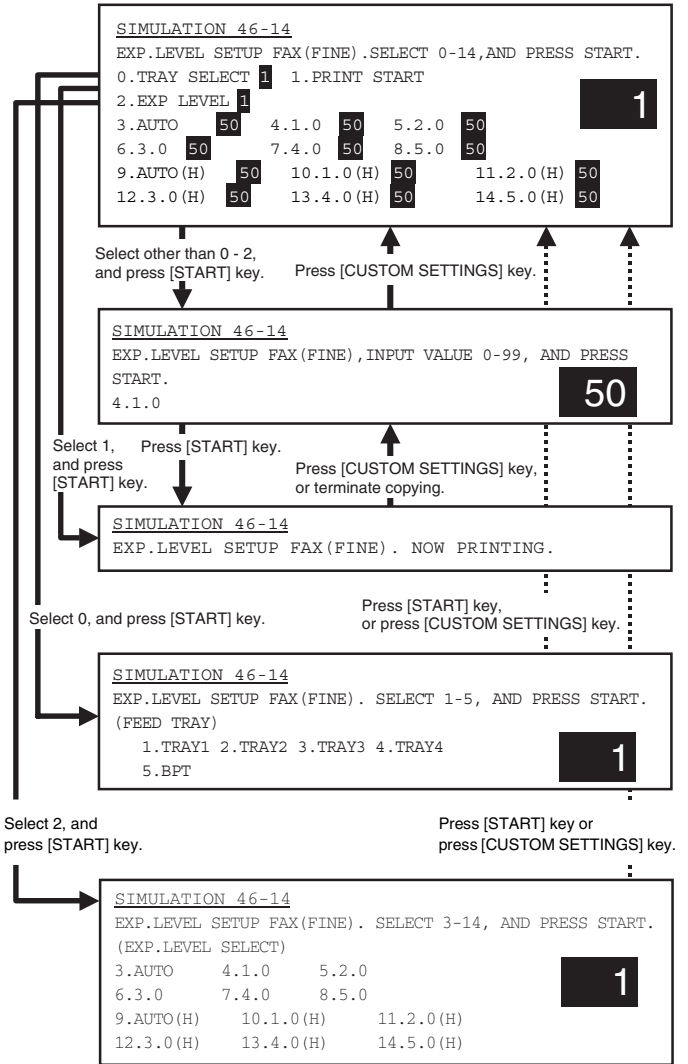 SIMULATION 46-14
EXP.LEVEL SETUP FAX(FINE).SELECT 0-14,AND PRESS START.
0.TRAY SELECT 1 1.PRINT START
2.EXP LEVEL 1
1
3.AUTO 50 4.1.0 50 5.2.0 50
6.3.0 50 7.4.0 50 8.5.0 50
9.AUTO(H) 50 10.1.0(H) 50 11.2.0(H) 50
12.3.0(H) 50 13.4.0(H) 50 14.5.0(H) 50
Select other than 0 - 2,
and press [START] key.
Press [CUSTOM SETTINGS] key.
SIMULATION 46-14
EXP.LEVEL SETUP FAX(FINE),INPUT VALUE 0-99, AND PRESS
START.
4.1.0
50
Select 1,
and press
[START] key.
Press [START] key.
Press [CUSTOM SETTINGS] key,
or terminate copying.
SIMULATION 46-14
EXP.LEVEL SETUP FAX(FINE). NOW PRINTING.
Select 0, and press [START] key.
Press [START] key,
or press [CUSTOM SETTINGS] key.
SIMULATION 46-14
EXP.LEVEL SETUP FAX(FINE). SELECT 1-5, AND PRESS START.
(FEED TRAY)
1.TRAY1 2.TRAY2 3.TRAY3 4.TRAY4
5.BPT
1
Select 2, and
press [START] key.
Press [START] key or
press [CUSTOM SETTINGS] key.
SIMULATION 46-14
EXP.LEVEL SETUP FAX(FINE). SELECT 3-14, AND PRESS START.
(EXP.LEVEL SELECT)
3.AUTO 4.1.0 5.2.0
6.3.0 7.4.0 8.5.0
1
9.AUTO(H) 10.1.0(H) 11.2.0(H)
12.3.0(H) 13.4.0(H) 14.5.0(H)